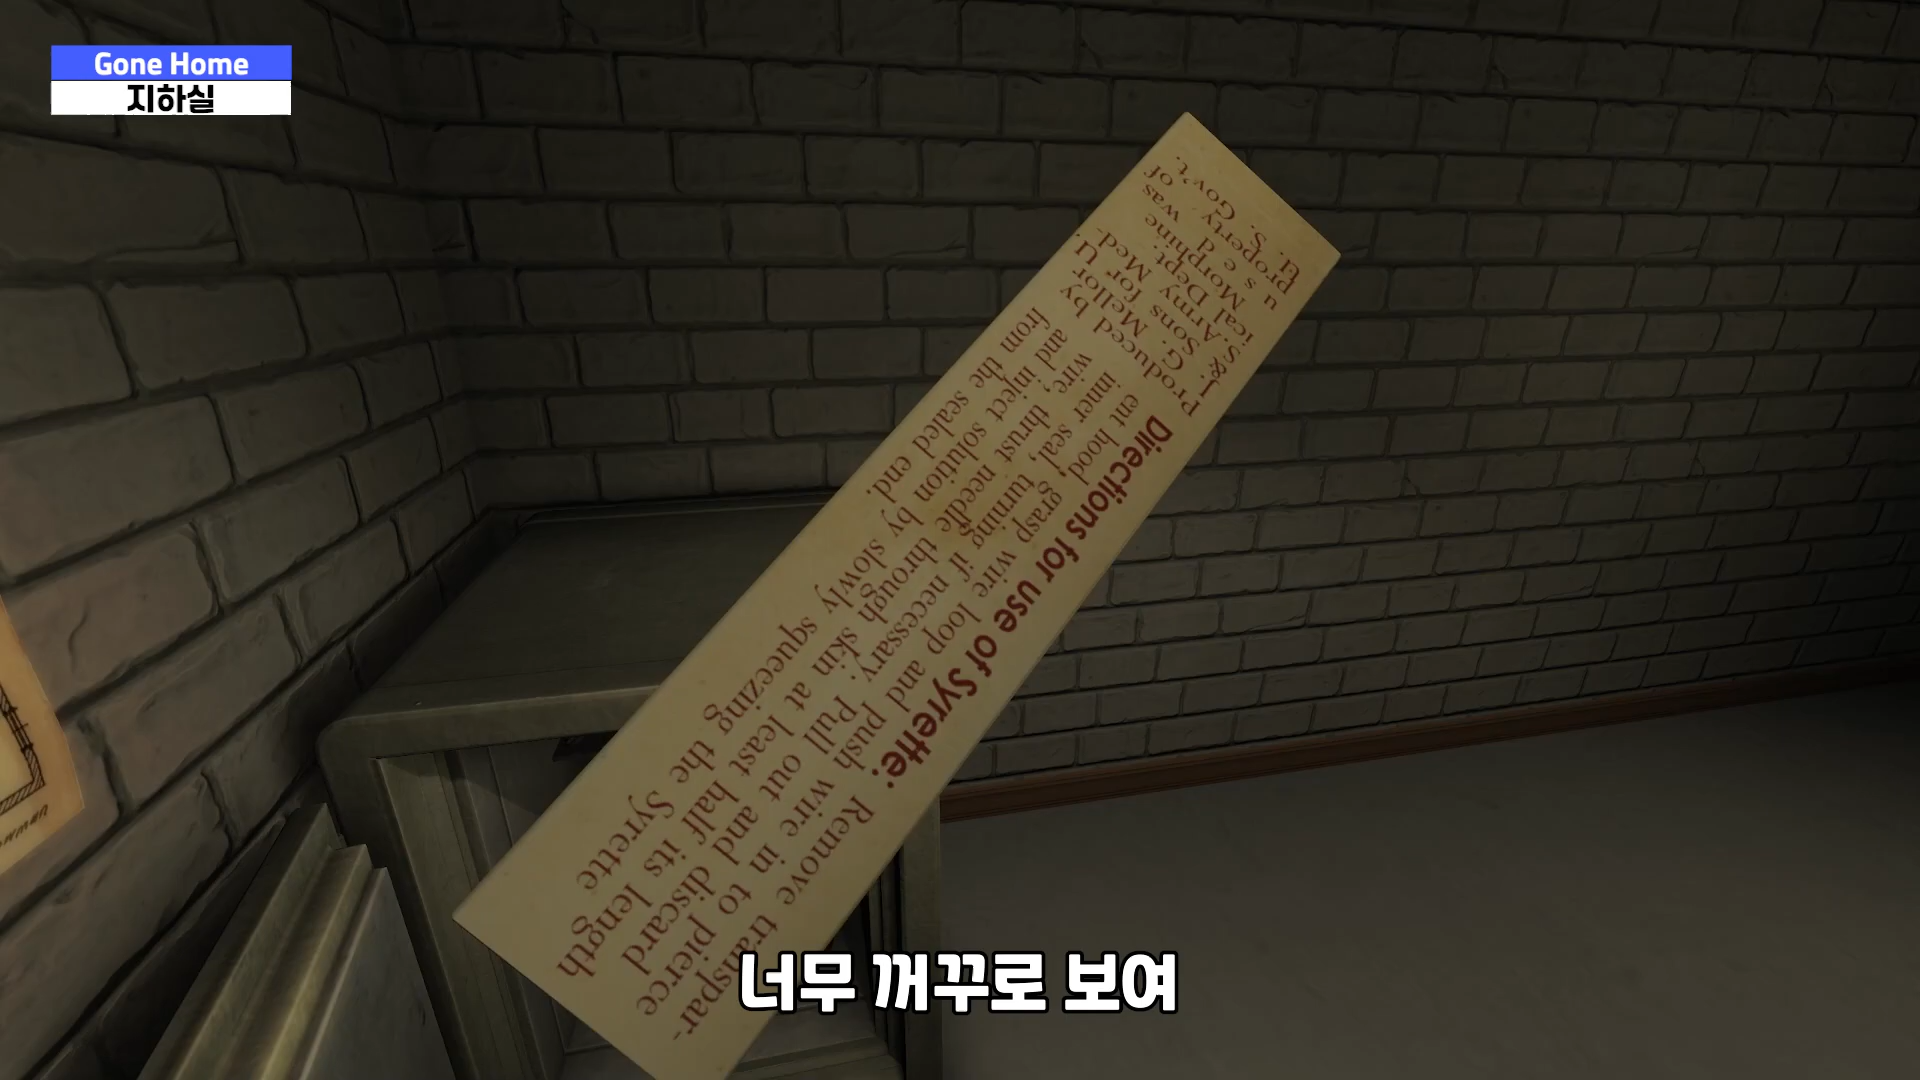 Gone Home
지하실
Directions for use of Syrette: Remove transpar-
ent hood grasp wire loop and push wire in to pierce
inner seal, turning if neccessary. Pull out and discard
wire, thrust needle through skin at least half its length
and inject solution by slowly squeezing the Syrette
from the sealed end.
Produced by
J. G. Mellor
& Sons for U.
S. Army Med-
ical Dept.
Morphine
u s e d was
property of
U. S. Gov't.
너무 꺼꾸로 보여